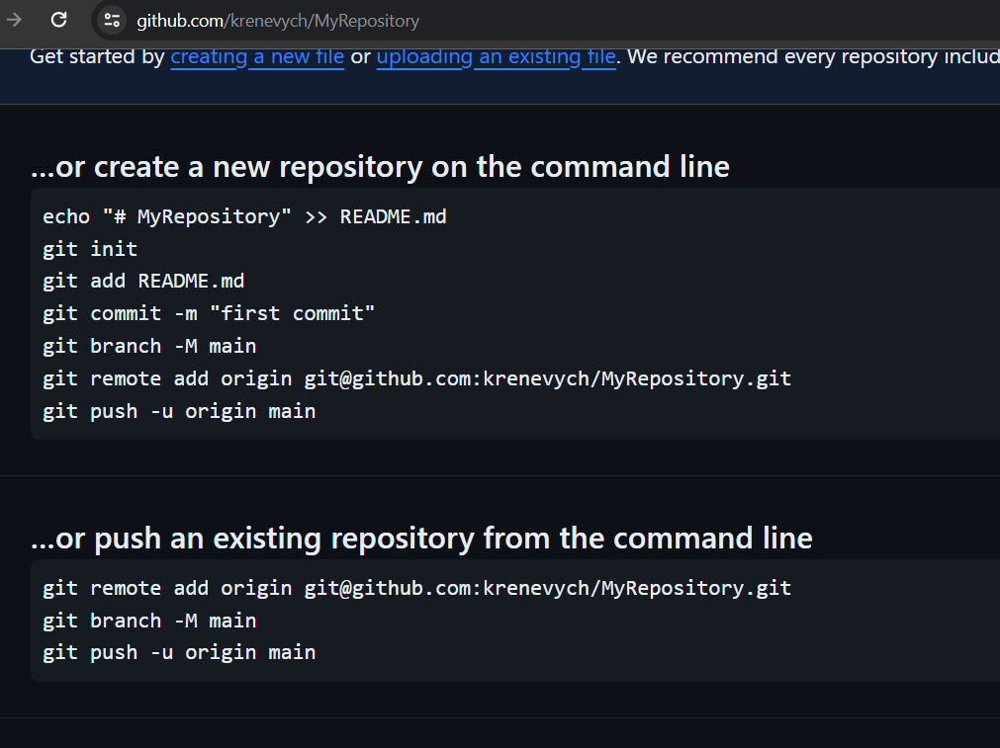 github.com/krenevych/MyRepository
Get started by creating a new file or uploading an existing file. We recommend every repository includ
...or create a new repository on the command line
echo "# MyRepository" >> README.md
git init
git add README.md
git commit -m "first commit"
git branch -M main
git remote add origin git@github.com:krenevych/MyRepository.git
git push -u origin main
...or push an existing repository from the command line
git remote add origin git@github.com:krenevych/MyRepository.git
git branch -M main
git push -u origin main